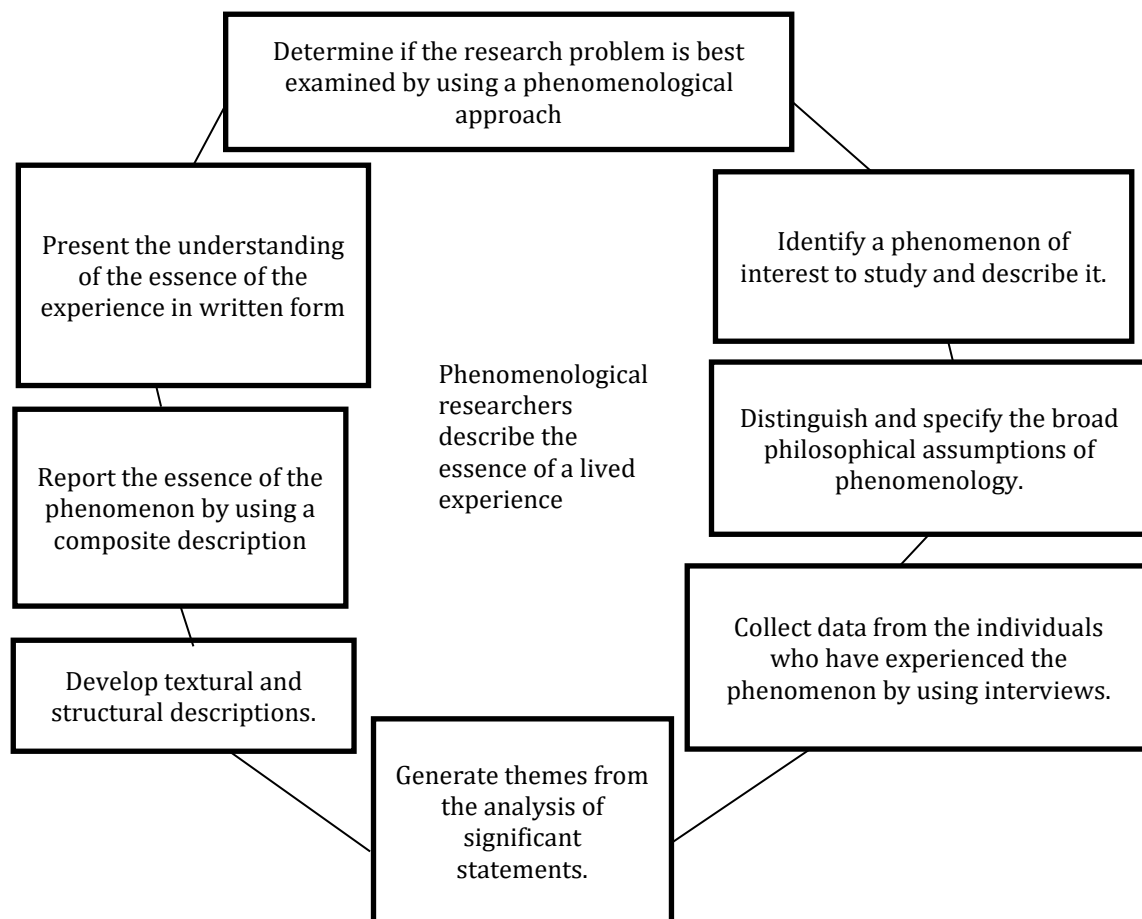 Determine if the research problem is best
examined by using a phenomenological
approach
Identify a phenomenon of
interest to study and describe it.
Distinguish and specify the broad
philosophical assumptions of
phenomenology.
Collect data from the individuals
who have experienced the
phenomenon by using interviews.
Generate themes from
the analysis of
significant
statements.
Develop textural and
structural descriptions.
Report the essence of the
phenomenon by using a
composite description
Present the understanding
of the essence of the
experience in written form
Phenomenological
researchers
describe the
essence of a lived
experience